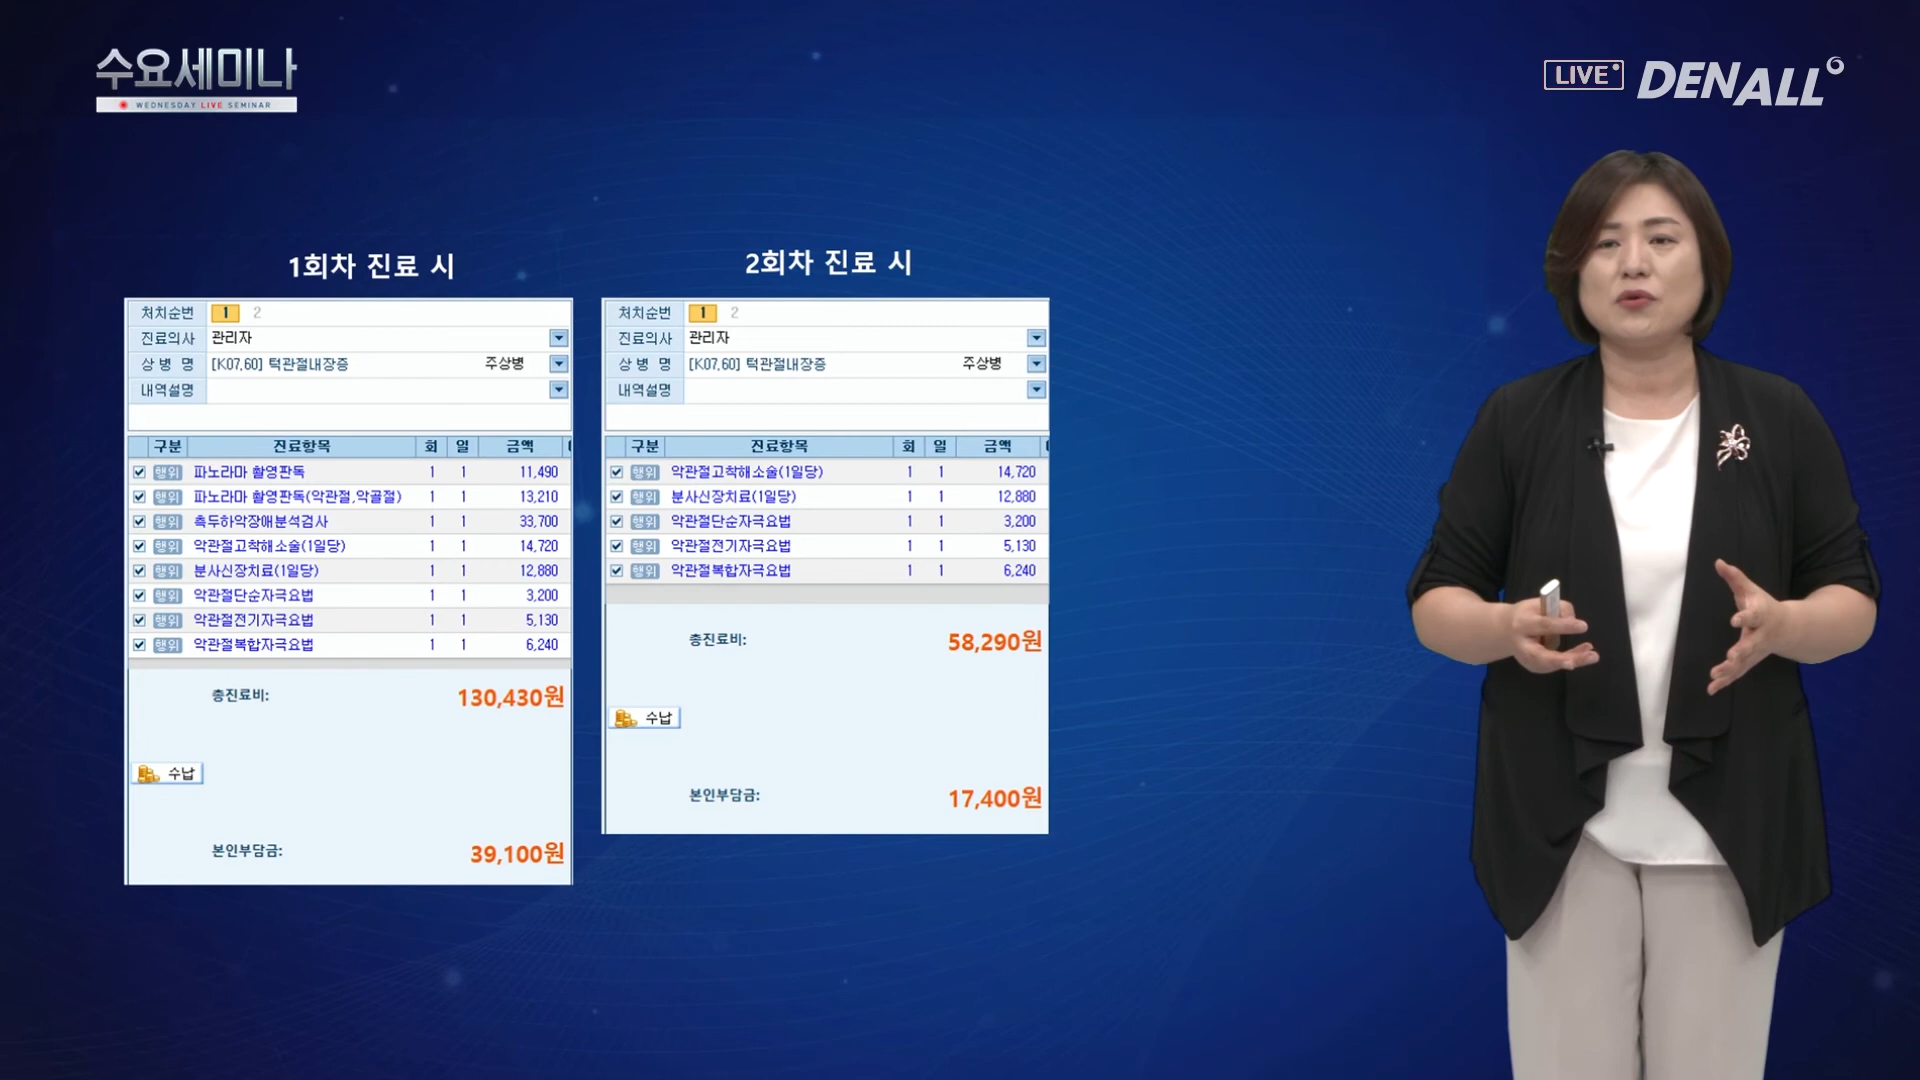 수요세미나
WEDNESDAY LIVE SEMINAR
LIVE DENALL
1회차 진료 시
처치순번 1 2
진료의사 관리자
상 병 명 [K07.60] 턱관절내장증 주상병
내역설명
구분 진료항목 회 일 금액
행위 파노라마 촬영판독 1 1 11,490
행위 파노라마 촬영판독(악관절,악골절) 1 1 13,210
행위 측두하악장애분석검사 1 1 33,700
행위 악관절고착해소술(1일당) 1 1 14,720
행위 분사신장치료(1일당) 1 1 12,880
행위 악관절단순자극요법 1 1 3,200
행위 악관절전기자극요법 1 1 5,130
행위 악관절복합자극요법 1 1 6,240
총진료비: 130,430원
수납
본인부담금: 39,100원
2회차 진료 시
처치순번 1 2
진료의사 관리자
상 병 명 [K07.60] 턱관절내장증 주상병
내역설명
구분 진료항목 회 일 금액
행위 악관절고착해소술(1일당) 1 1 14,720
행위 분사신장치료(1일당) 1 1 12,880
행위 악관절단순자극요법 1 1 3,200
행위 악관절전기자극요법 1 1 5,130
행위 악관절복합자극요법 1 1 6,240
총진료비: 58,290원
수납
본인부담금: 17,400원